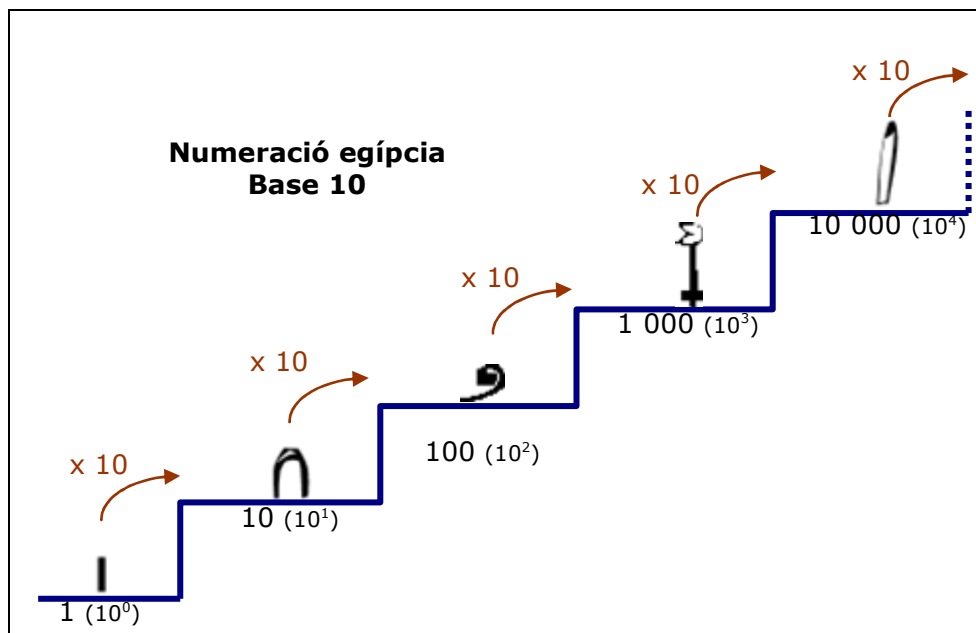 x 10
Numeració egípcia
Base 10
x 10
10 000 (10⁴)
x 10
1 000 (10³)
x 10
100 (10²)
x 10
10 (10¹)
1 (10⁰)